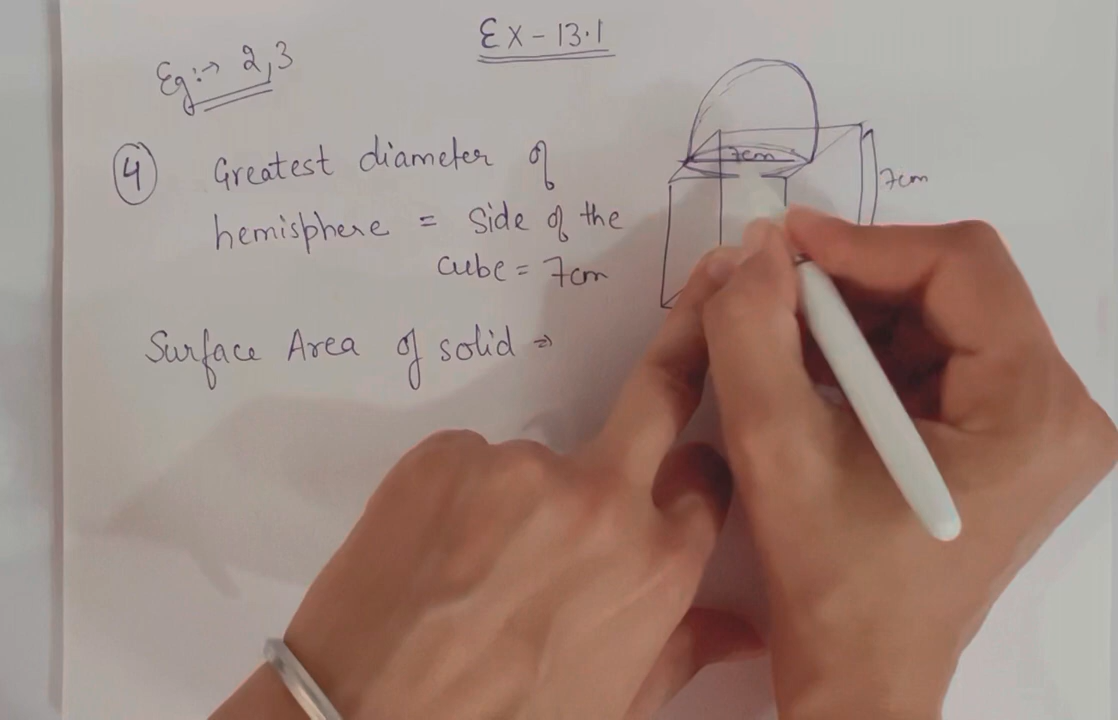 Ex - 13.1
Eg:→ 2,3
④ Greatest diameter of
hemisphere = Side of the
cube = 7cm
7cm
7cm
Surface Area of solid ⇒